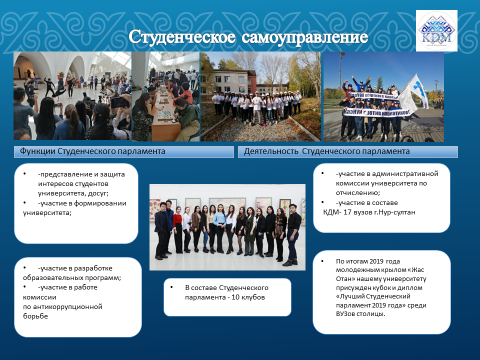 Студенческое самоуправление
КDМ
Функции Студенческого парламента
Деятельность Студенческого парламента
• -представление и защита
интересов студентов
университета, досуг;
• -участие в формировании
университета;
• -участие в разработке
образовательных программ;
• -участие в работе
комиссии
по антикоррупционной
борьбе
• В составе Студенческого
парламента - 10 клубов
• -участие в административной
комиссии университета по
отчислению;
• -участие в составе
КДМ- 17 вузов г.Нур-султан
• По итогам 2019 года
молодежным крылом «Жас
Отан» нашему университету
присужден кубок и диплом
«Лучший Студенческий
парламент 2019 года» среди
ВУЗов столицы.